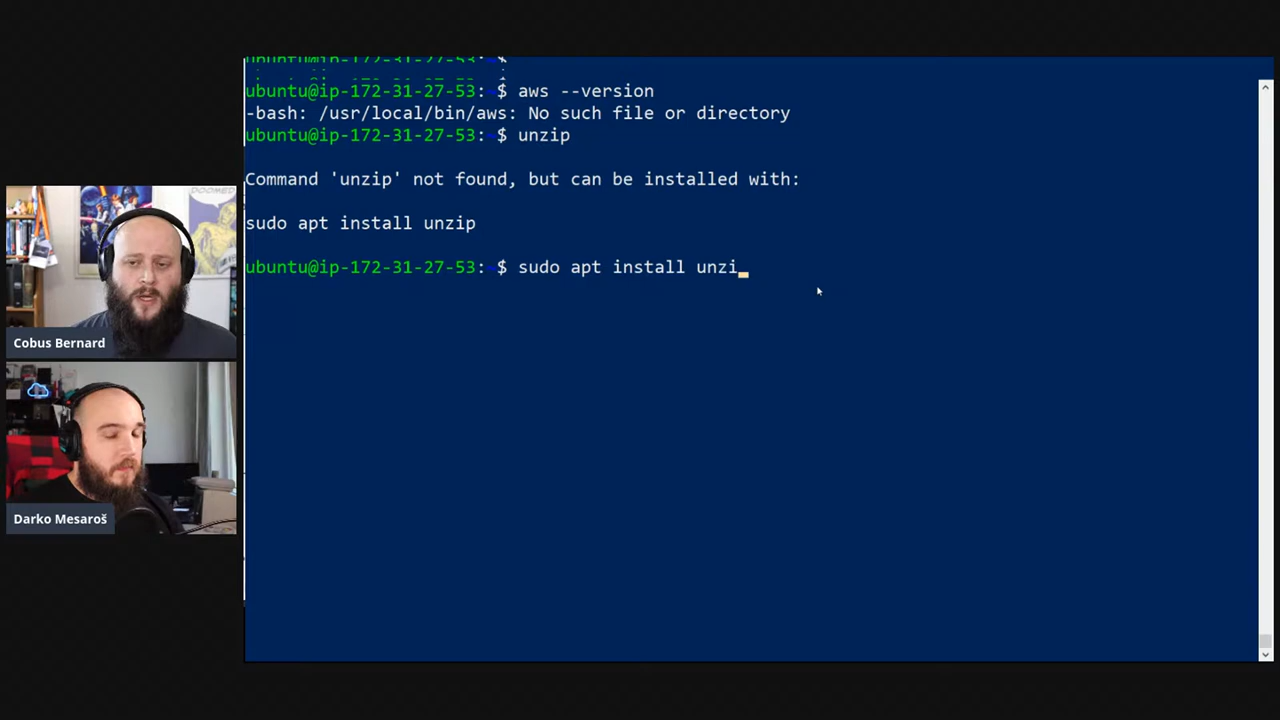 ubuntu@ip-172-31-27-53: $
ubuntu@ip-172-31-27-53: $ aws --version
-bash: /usr/local/bin/aws: No such file or directory
ubuntu@ip-172-31-27-53: $ unzip
Command 'unzip' not found, but can be installed with:
sudo apt install unzip
ubuntu@ip-172-31-27-53: $ sudo apt install unzi
DOOMED
Cobus Bernard
Darko Mesaroš